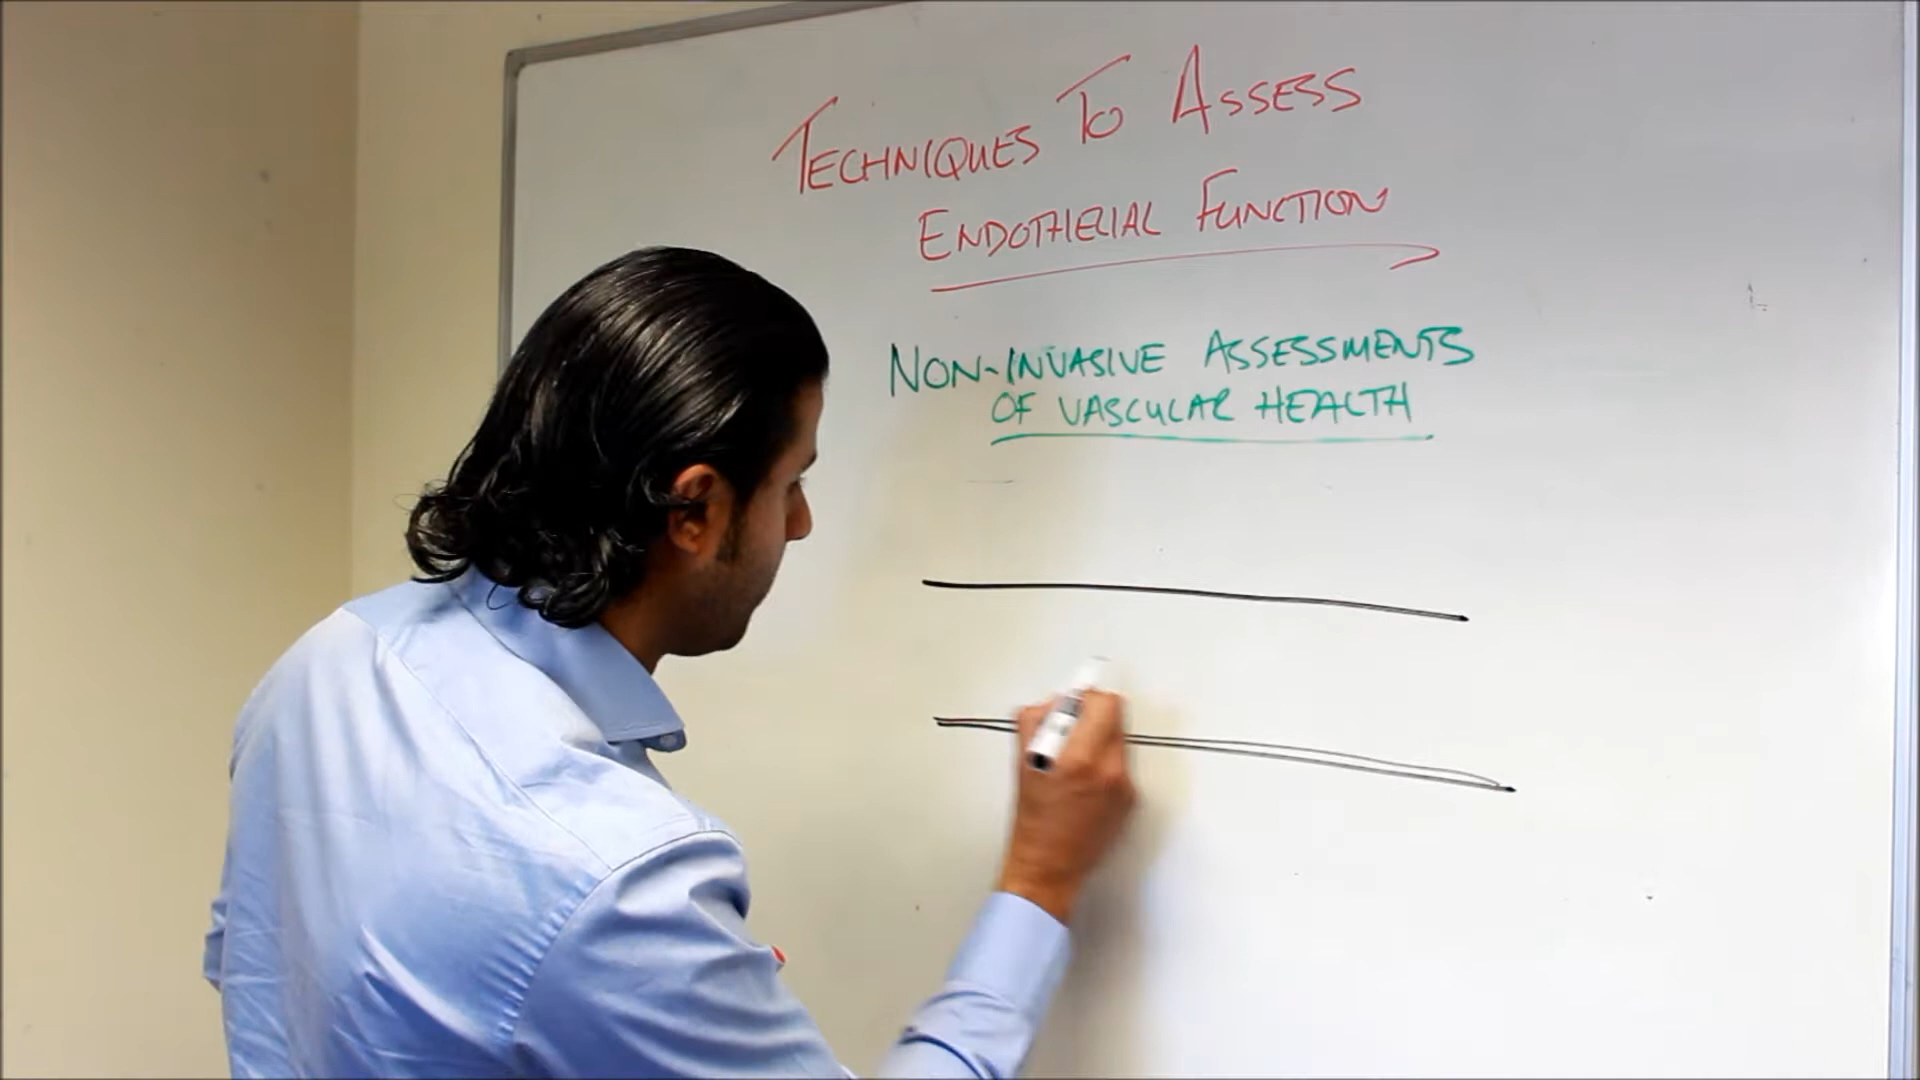 TECHNIQUES TO ASSESS
ENDOTHELIAL FUNCTION
NON-INVASIVE ASSESSMENTS
OF VASCULAR HEALTH